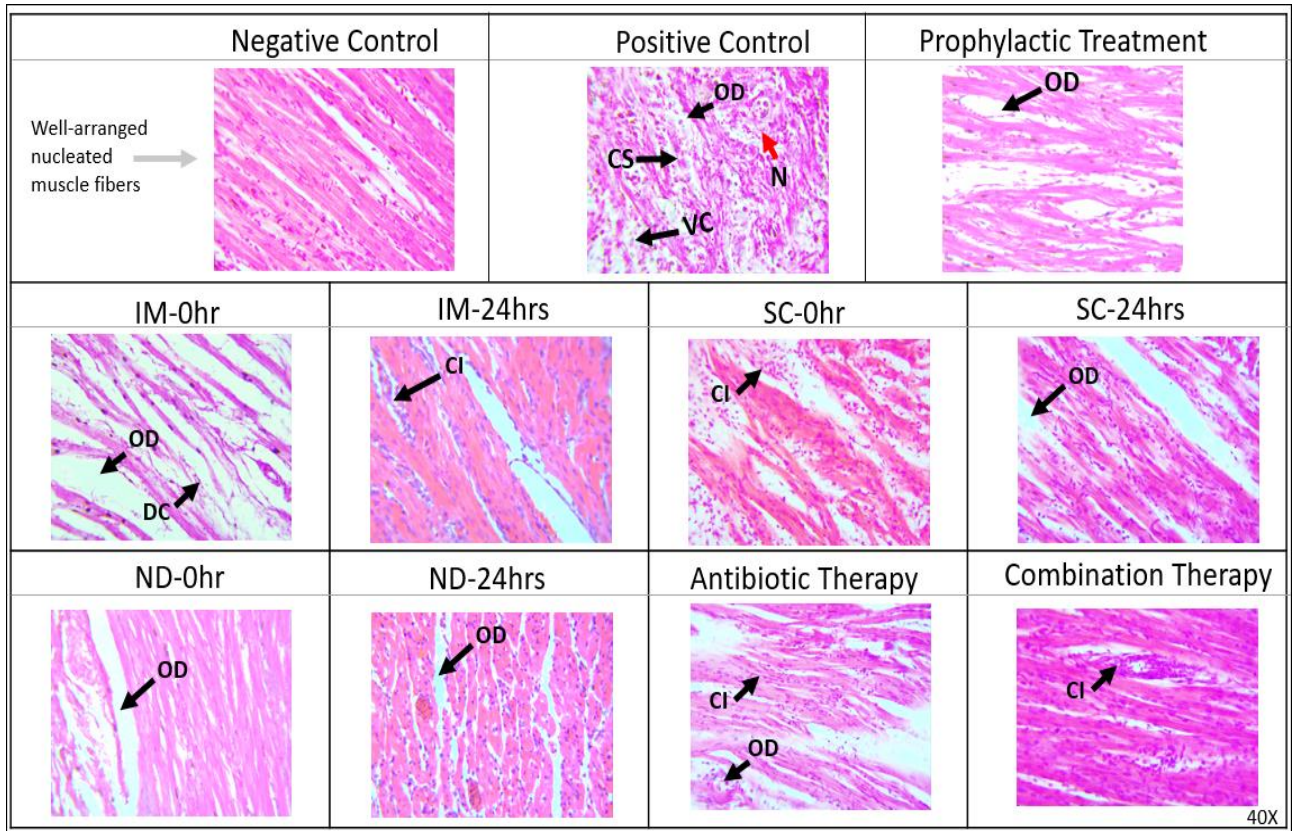 Negative Control
Positive Control
Prophylactic Treatment
Well-arranged
nucleated
muscle fibers
OD
CS
N
VC
OD
IM-0hr
IM-24hrs
SC-0hr
SC-24hrs
OD
DC
CI
CI
OD
ND-0hr
ND-24hrs
Antibiotic Therapy
Combination Therapy
OD
OD
CI
OD
CI
40X